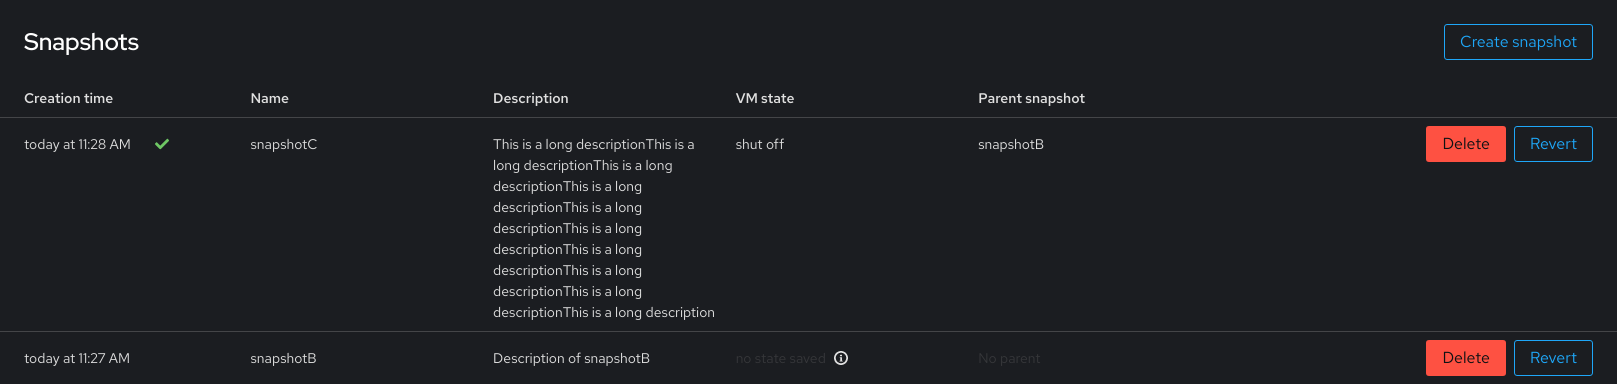 Snapshots
Create snapshot
Creation time Name Description VM state Parent snapshot
today at 11:28 AM snapshotC This is a long descriptionThis is a shut off snapshotB Delete Revert
long descriptionThis is a long
descriptionThis is a long
descriptionThis is a long
descriptionThis is a long
descriptionThis is a long
descriptionThis is a long
descriptionThis is a long
descriptionThis is a long description
today at 11:27 AM snapshotB Description of snapshotB no state saved No parent Delete Revert